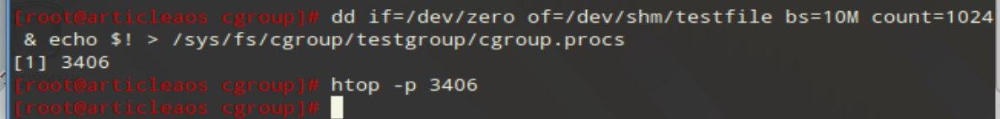 [root@articleaos cgroup]# dd if=/dev/zero of=/dev/shm/testfile bs=10M count=1024
& echo $! > /sys/fs/cgroup/testgroup/cgroup.procs
[1] 3406
[root@articleaos cgroup]# htop -p 3406
[root@articleaos cgroup]#